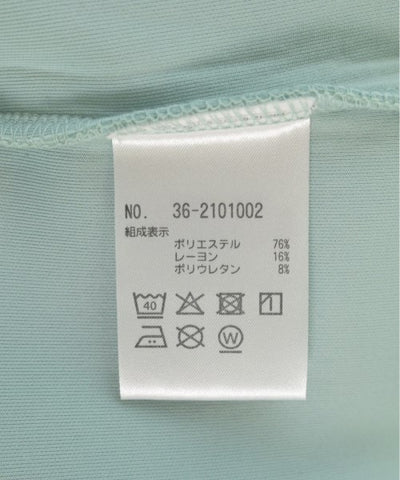 NO. 36-2101002
組成表示
ポリエステル 76%
レーヨン 16%
ポリウレタン 8%
40
W